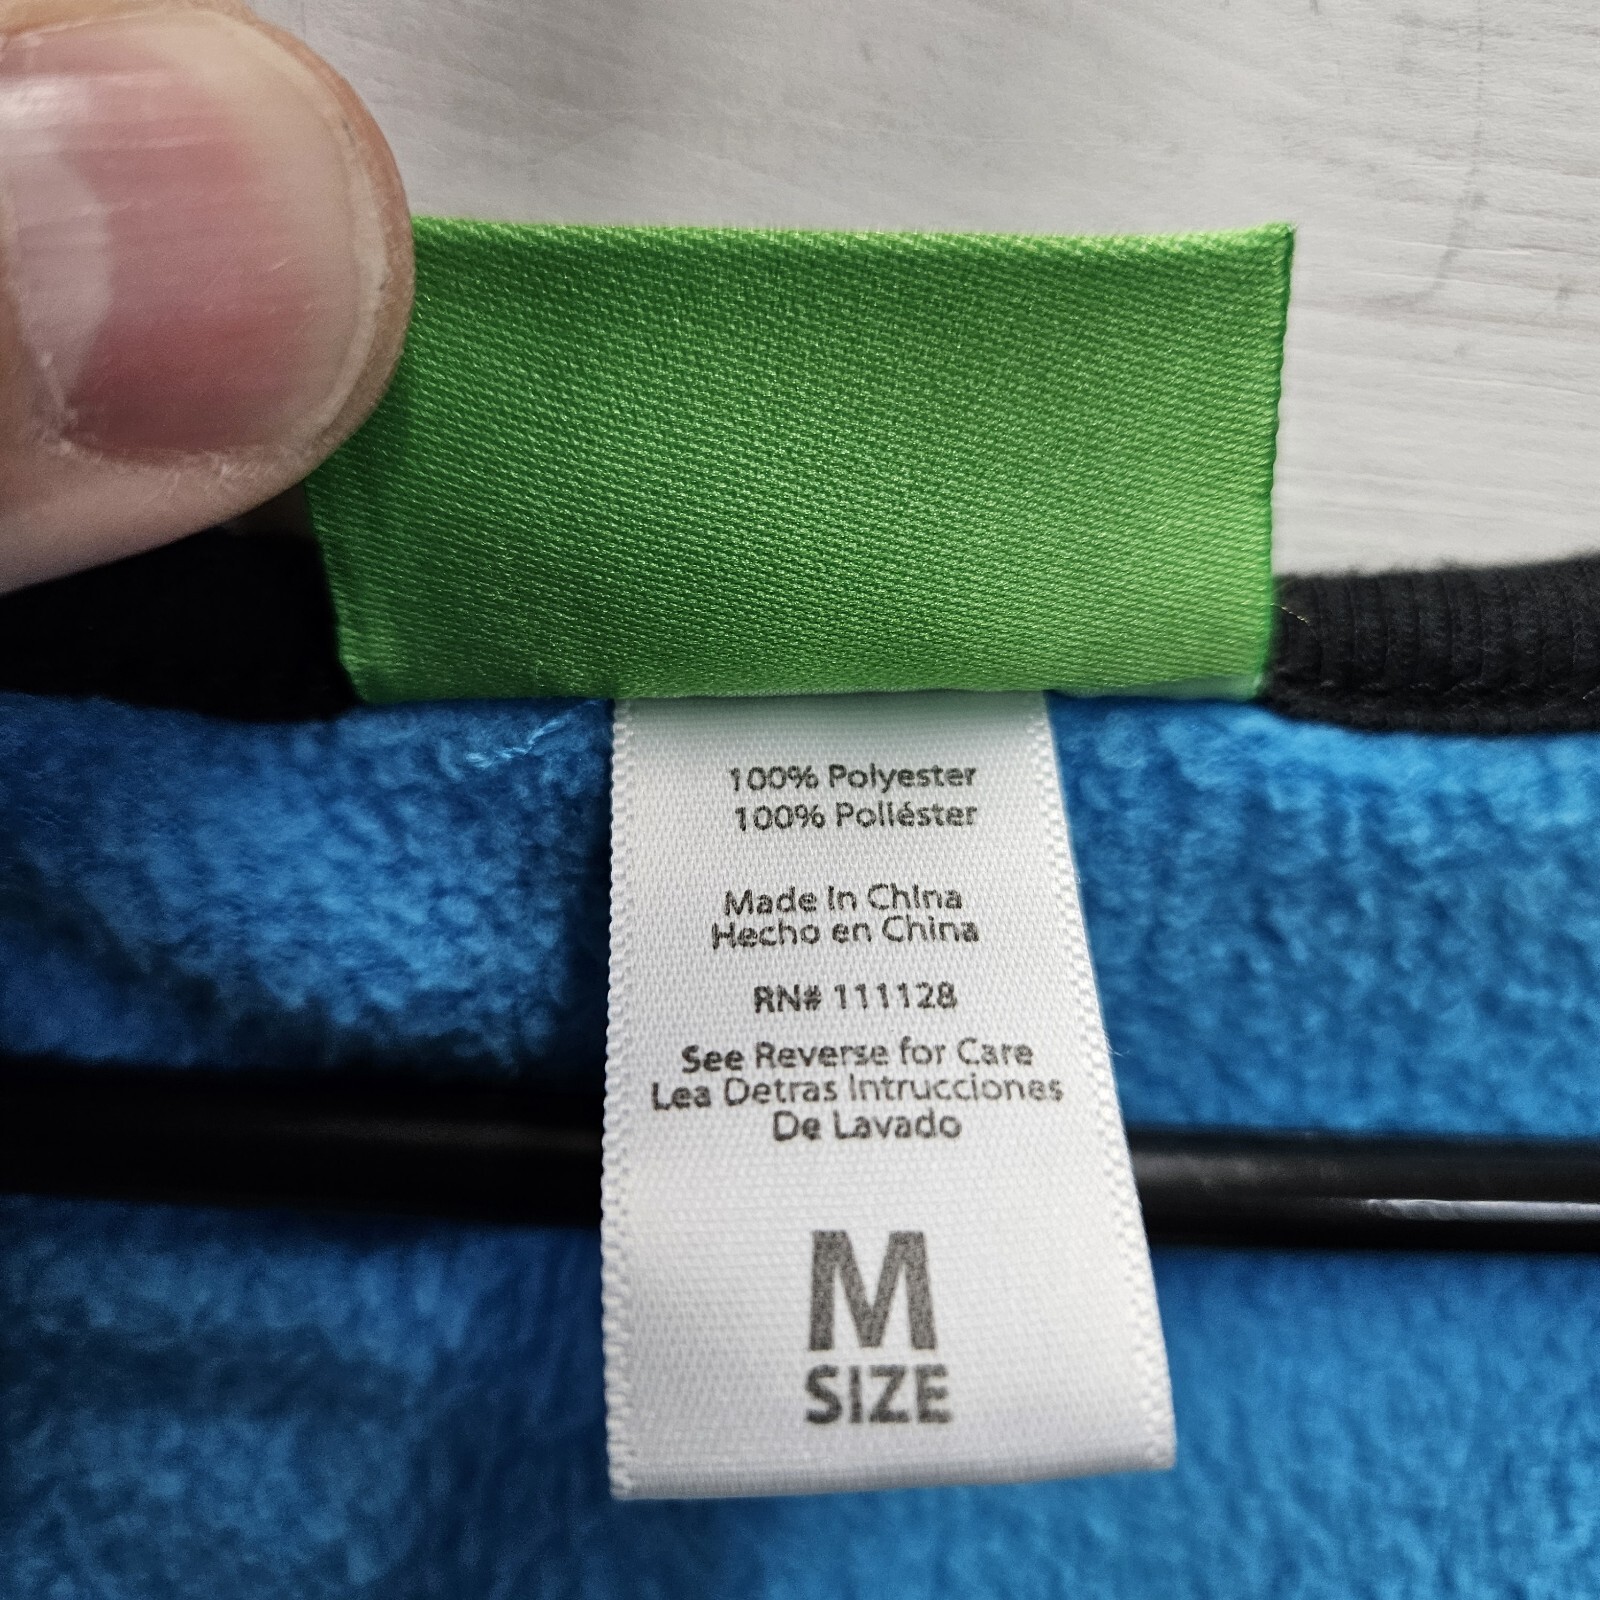 100% Polyester
100% Poliéster
Made In China
Hecho en China
RN# 111128
See Reverse for Care
Lea Detras Intrucciones
De Lavado
M
SIZE